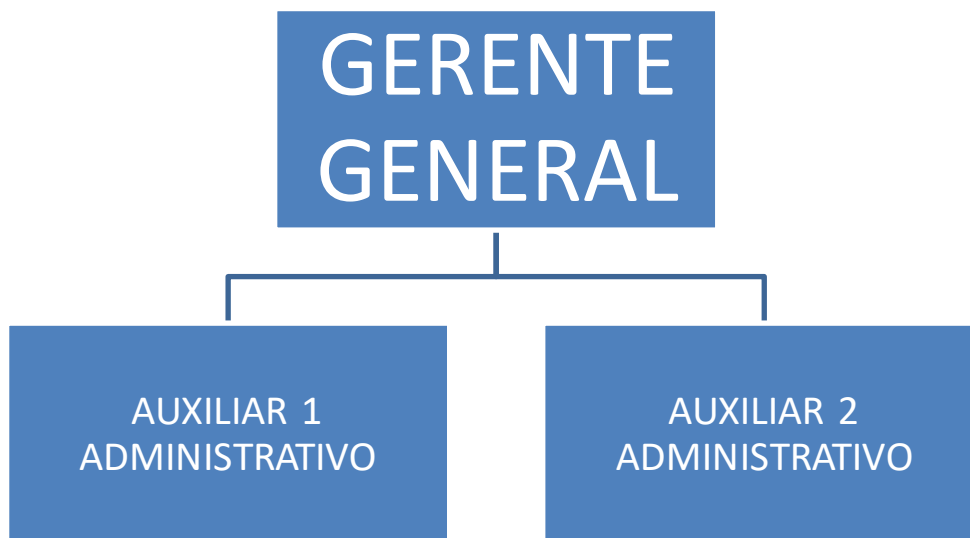 GERENTE
GENERAL
AUXILIAR 1
ADMINISTRATIVO
AUXILIAR 2
ADMINISTRATIVO